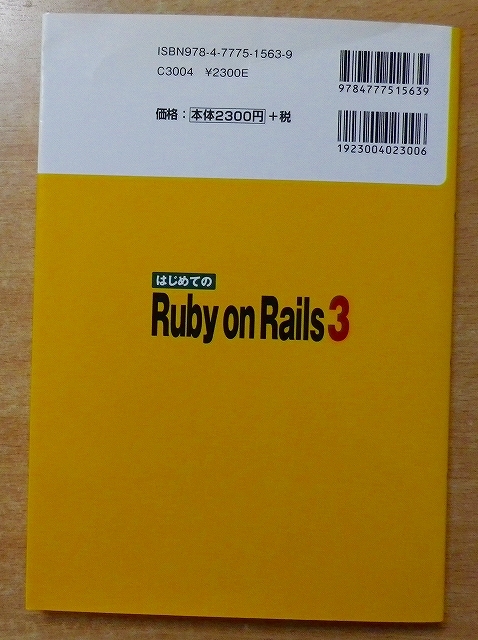 ISBN978-4-7775-1563-9
C3004 ¥2300E
価格：本体2300円＋税
9784777515639
1923004023006
はじめての
Ruby on Rails 3